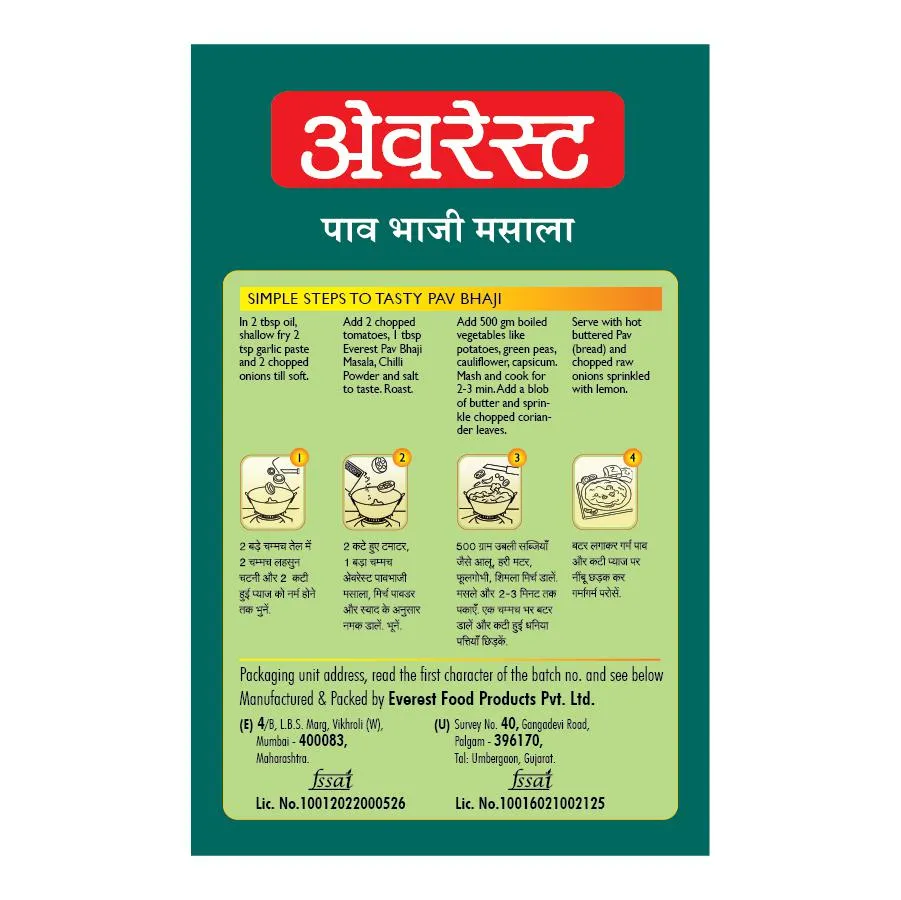 अेवरेस्ट
पाव भाजी मसाला
SIMPLE STEPS TO TASTY PAV BHAJI
In 2 tbsp oil,
shallow fry 2
tsp garlic paste
and 2 chopped
onions till soft.
Add 2 chopped
tomatoes, 1 tbsp
Everest Pav Bhaji
Masala, Chilli
Powder and salt
to taste. Roast.
Add 500 gm boiled
vegetables like
potatoes, green peas,
cauliflower, capsicum.
Mash and cook for
2-3 min. Add a blob
of butter and sprin-
kle chopped corian-
der leaves.
Serve with hot
buttered Pav
(bread) and
chopped raw
onions sprinkled
with lemon.
1
2
3
4
2 बड़े चम्मच तेल में
2 चम्मच लहसुन
चटनी और 2 कटी
हुई प्याज को नर्म होने
तक भुनें.
2 कटे हुए टमाटर,
1 बड़ा चम्मच
अेवरेस्ट पावभाजी
मसाला, मिर्च पावडर
और स्वाद के अनुसार
नमक डालें. भूनें.
500 ग्राम उबली सब्जियाँ
जैसे आलू, हरी मटर,
फूलगोभी, शिमला मिर्च डालें.
मसले और 2-3 मिनट तक
पकाएँ. एक चम्मच भर बटर
डालें और कटी हुई धनिया
पत्तियाँ छिड़कें.
बटर लगाकर गर्म पाव
और कटी प्याज पर
नींबू छिड़क कर
गर्मागर्म परोसें.
Packaging unit address, read the first character of the batch no. and see below
Manufactured & Packed by Everest Food Products Pvt. Ltd.
(E) 4/B, L.B.S. Marg, Vikhroli (W),
Mumbai - 400083,
Maharashtra.
fssai
Lic. No.10012022000526
(U) Survey No. 40, Gangadevi Road,
Palgam - 396170,
Tal: Umbergaon, Gujarat.
fssai
Lic. No.10016021002125